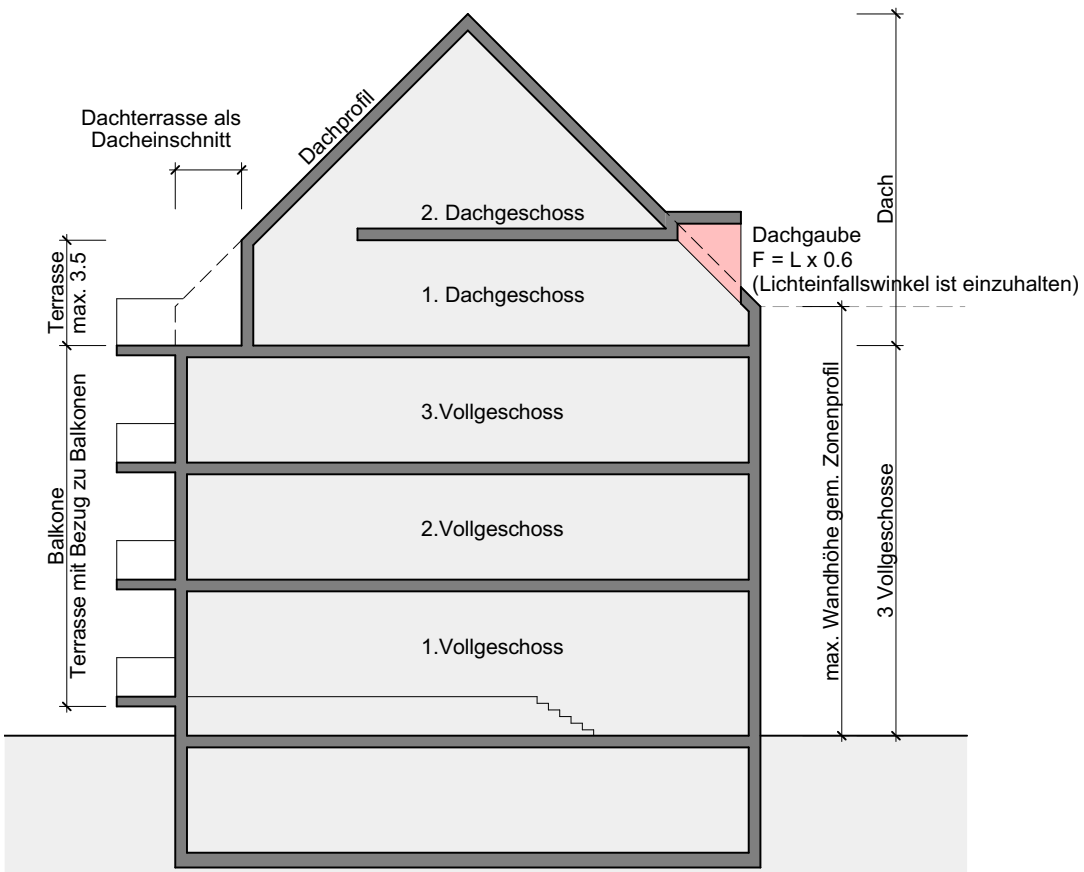 Dachterrasse als
Dacheinschnitt
Dachprofil
Dach
2. Dachgeschoss
Dachgaube
F = L x 0.6
(Lichteinfallswinkel ist einzuhalten)
Terrasse
max. 3.5
1. Dachgeschoss
3.Vollgeschoss
Balkone
Terrasse mit Bezug zu Balkonen
max. Wandhöhe gem. Zonenprofil
3 Vollgeschosse
2.Vollgeschoss
1.Vollgeschoss